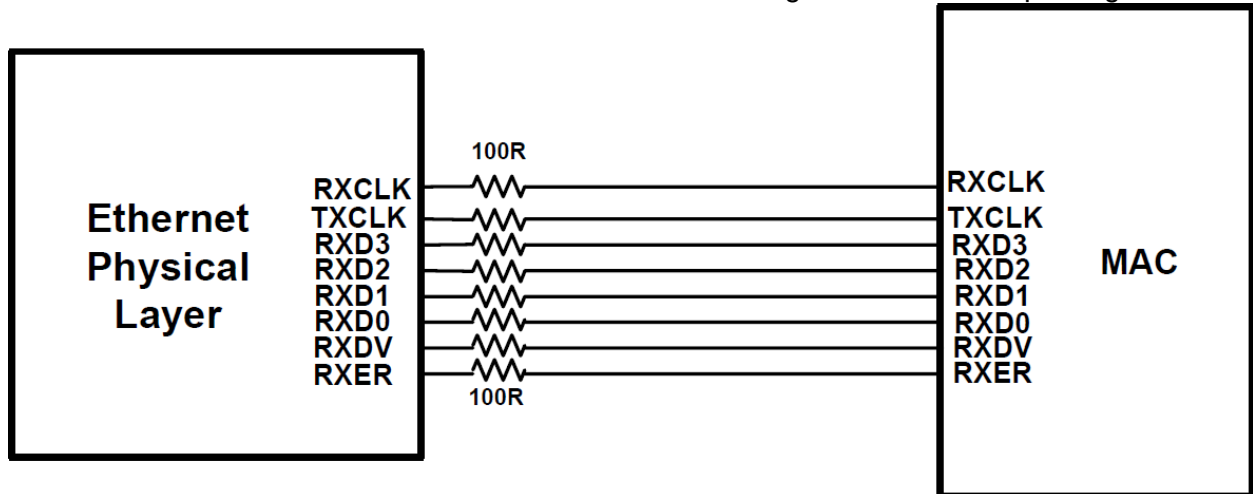 100R
RXCLK
TXCLK
RXD3
RXD2
RXD1
RXD0
RXDV
RXER
100R
Ethernet
Physical
Layer
RXCLK
TXCLK
RXD3
RXD2
RXD1
RXD0
RXDV
RXER
MAC